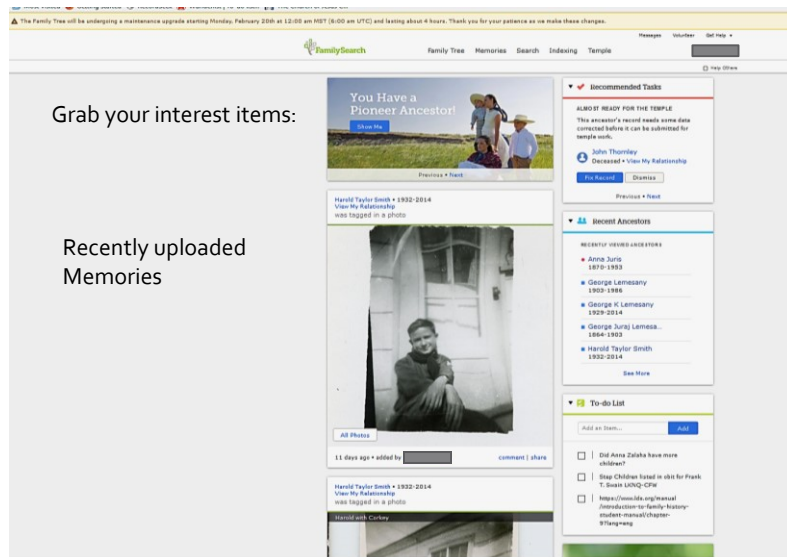 The Family Tree will be undergoing a maintenance upgrade starting Monday, February 20th at 12:00 am MST (6:00 am UTC) and lasting about 4 hours. Thank you for your patience as we make these changes.
Messages Volunteer Get Help
FamilySearch
Family Tree Memories Search Indexing Temple
Help Others
Grab your interest items:
Recently uploaded
Memories
You Have a
Pioneer Ancestor!
Show Me
Previous • Next
Harold Taylor Smith • 1932-2014
View My Relationship
was tagged in a photo
All Photos
11 days ago • added by
comment | share
Harold Taylor Smith • 1932-2014
View My Relationship
was tagged in a photo
Harold with Corkey
Recommended Tasks
ALMOST READY FOR THE TEMPLE
This ancestor's record needs some data
corrected before it can be submitted for
temple work.
John Thornley
Deceased • View My Relationship
Fix Record Dismiss
Previous • Next
Recent Ancestors
RECENTLY VIEWED ANCESTORS
Anna Juris
1870-1953
George Lemesany
1903-1986
George K Lemesany
1929-2014
George Juraj Lemesa...
1864-1903
Harold Taylor Smith
1932-2014
See More
To-do List
Add an Item... Add
Did Anna Zalaha have more
children?
Step Children listed in obit for Frank
T. Swain LKNQ-CFW
https://www.lds.org/manual
/introduction-to-family-history-
student-manual/chapter-
9?lang=eng